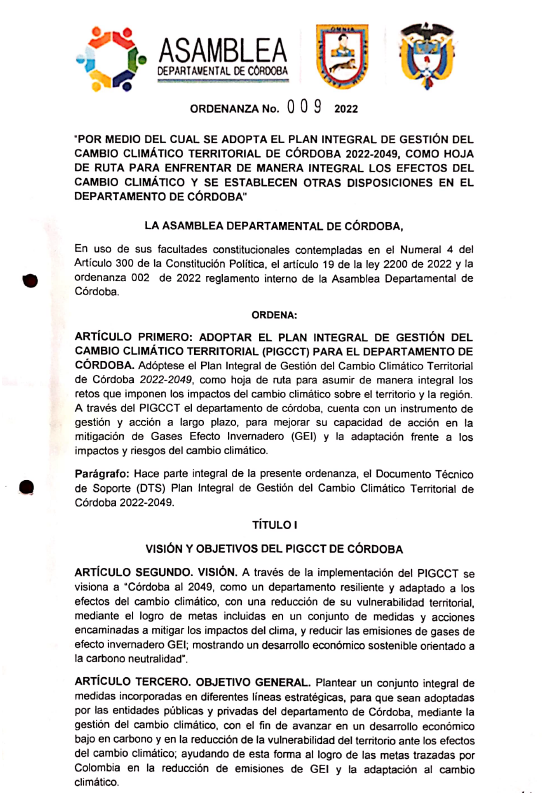 ASAMBLEA
DEPARTAMENTAL DE CÓRDOBA
OMNIA
ORDENANZA No. 009 2022
"POR MEDIO DEL CUAL SE ADOPTA EL PLAN INTEGRAL DE GESTIÓN DEL
CAMBIO CLIMÁTICO TERRITORIAL DE CÓRDOBA 2022-2049, COMO HOJA
DE RUTA PARA ENFRENTAR DE MANERA INTEGRAL LOS EFECTOS DEL
CAMBIO CLIMÁTICO Y SE ESTABLECEN OTRAS DISPOSICIONES EN EL
DEPARTAMENTO DE CÓRDOBA"
LA ASAMBLEA DEPARTAMENTAL DE CÓRDOBA,
En uso de sus facultades constitucionales contempladas en el Numeral 4 del
Artículo 300 de la Constitución Política, el artículo 19 de la ley 2200 de 2022 y la
ordenanza 002 de 2022 reglamento interno de la Asamblea Departamental de
Córdoba.
ORDENA:
ARTÍCULO PRIMERO: ADOPTAR EL PLAN INTEGRAL DE GESTIÓN DEL
CAMBIO CLIMÁTICO TERRITORIAL (PIGCCT) PARA EL DEPARTAMENTO DE
CÓRDOBA. Adóptese el Plan Integral de Gestión del Cambio Climático Territorial
de Córdoba 2022-2049, como hoja de ruta para asumir de manera integral los
retos que imponen los impactos del cambio climático sobre el territorio y la región.
A través del PIGCCT el departamento de córdoba, cuenta con un instrumento de
gestión y acción a largo plazo, para mejorar su capacidad de acción en la
mitigación de Gases Efecto Invernadero (GEI) y la adaptación frente a los
impactos y riesgos del cambio climático.
Parágrafo: Hace parte integral de la presente ordenanza, el Documento Técnico
de Soporte (DTS) Plan Integral de Gestión del Cambio Climático Territorial de
Córdoba 2022-2049.
TÍTULO I
VISIÓN Y OBJETIVOS DEL PIGCCT DE CÓRDOBA
ARTÍCULO SEGUNDO. VISIÓN. A través de la implementación del PIGCCT se
visiona a "Córdoba al 2049, como un departamento resiliente y adaptado a los
efectos del cambio climático, con una reducción de su vulnerabilidad territorial,
mediante el logro de metas incluidas en un conjunto de medidas y acciones
encaminadas a mitigar los impactos del clima, y reducir las emisiones de gases de
efecto invernadero GEI; mostrando un desarrollo económico sostenible orientado a
la carbono neutralidad".
ARTÍCULO TERCERO. OBJETIVO GENERAL. Plantear un conjunto integral de
medidas incorporadas en diferentes líneas estratégicas, para que sean adoptadas
por las entidades públicas y privadas del departamento de Córdoba, mediante la
gestión del cambio climático, con el fin de avanzar en un desarrollo económico
bajo en carbono y en la reducción de la vulnerabilidad del territorio ante los efectos
del cambio climático; ayudando de esta forma al logro de las metas trazadas por
Colombia en la reducción de emisiones de GEI y la adaptación al cambio
climático.